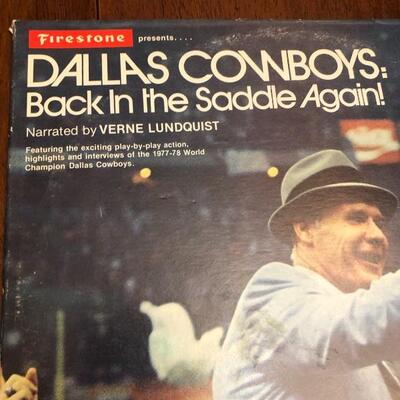 Firestone presents....
DALLAS COWBOYS:
Back In the Saddle Again!
Narrated by VERNE LUNDQUIST
Featuring the exciting play-by-play action,
highlights and interviews of the 1977-78 World
Champion Dallas Cowboys.